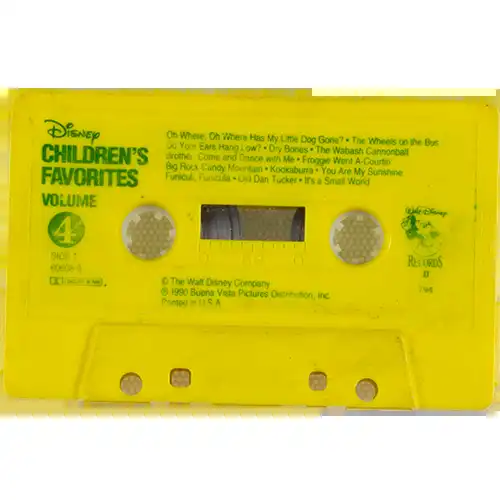 Disney
CHILDREN'S
FAVORITES
VOLUME
4
Oh Where, Oh Where Has My Little Dog Gone? • The Wheels on the Bus
Do Your Ears Hang Low? • Dry Bones • The Wabash Cannonball
Brother, Come and Dance with Me • Froggie Went A-Courtin'
Big Rock Candy Mountain • Kookaburra • You Are My Sunshine
Funiculi, Funicula • Old Dan Tucker • It's a Small World
© The Walt Disney Company
℗ 1990 Buena Vista Pictures Distribution, Inc.
Printed in U.S.A.
Walt Disney
RECORDS